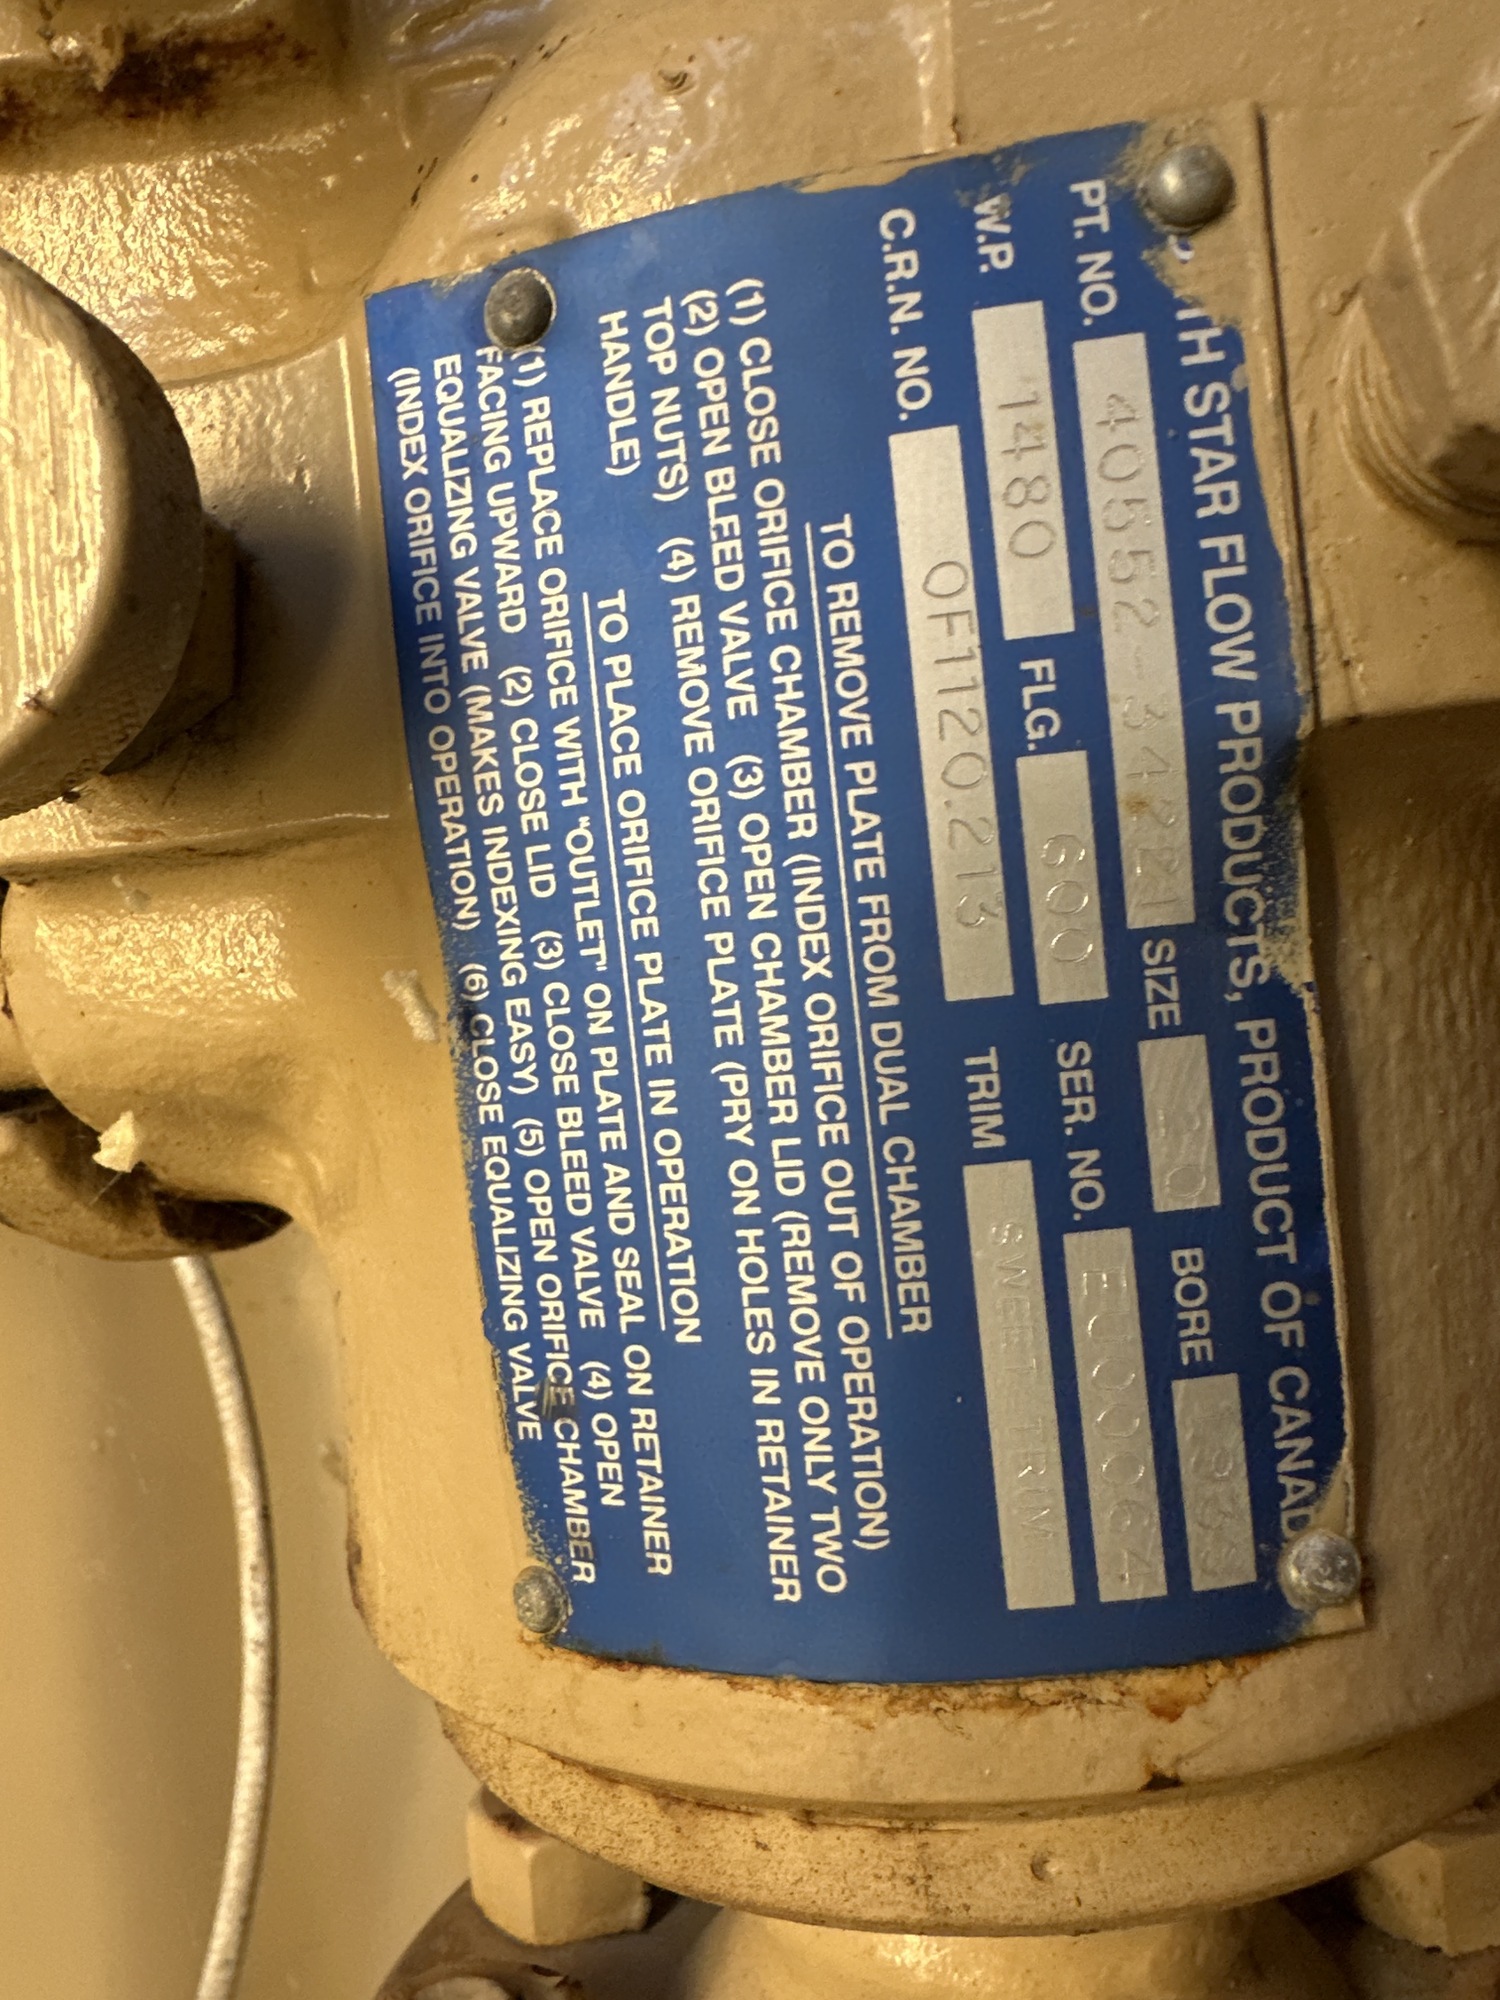 TH STAR FLOW PRODUCTS, PRODUCT OF CANAD
PT. NO. SIZE BORE
W.P. 1480 FLG. 600 SER. NO. EU00064
C.R.N. NO. OF1120.213 TRIM SWEET TRIM
TO REMOVE PLATE FROM DUAL CHAMBER
(1) CLOSE ORIFICE CHAMBER (INDEX ORIFICE OUT OF OPERATION)
(2) OPEN BLEED VALVE (3) OPEN CHAMBER LID (REMOVE ONLY TWO
TOP NUTS) (4) REMOVE ORIFICE PLATE (PRY ON HOLES IN RETAINER
HANDLE)
TO PLACE ORIFICE PLATE IN OPERATION
(1) REPLACE ORIFICE WITH "OUTLET" ON PLATE AND SEAL ON RETAINER
FACING UPWARD (2) CLOSE LID (3) CLOSE BLEED VALVE (4) OPEN
EQUALIZING VALVE (MAKES INDEXING EASY) (5) OPEN ORIFICE CHAMBER
(INDEX ORIFICE INTO OPERATION) (6) CLOSE EQUALIZING VALVE